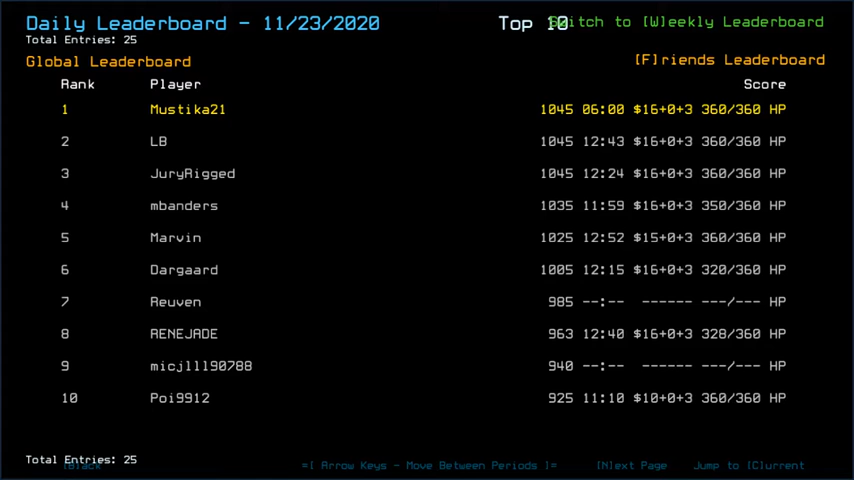 Daily Leaderboard - 11/23/2020 Top 10 Switch to [W]eekly Leaderboard
Total Entries: 25
Global Leaderboard [F]riends Leaderboard
Rank Player Score
1 Mustika21 1045 06:00 $16+0+3 360/360 HP
2 LB 1045 12:43 $16+0+3 360/360 HP
3 JuryRigged 1045 12:24 $16+0+3 360/360 HP
4 mbanders 1035 11:59 $16+0+3 350/360 HP
5 Marvin 1025 12:52 $15+0+3 360/360 HP
6 Dargaard 1005 12:15 $16+0+3 320/360 HP
7 Reuven 985 --:-- ------ ---/--- HP
8 RENEJADE 963 12:40 $16+0+3 328/360 HP
9 micjlll90788 940 --:-- ------ ---/--- HP
10 Poi9912 925 11:10 $10+0+3 360/360 HP
Total Entries: 25
[B]ack =[ Arrow Keys - Move Between Periods ]= [N]ext Page Jump to [C]urrent